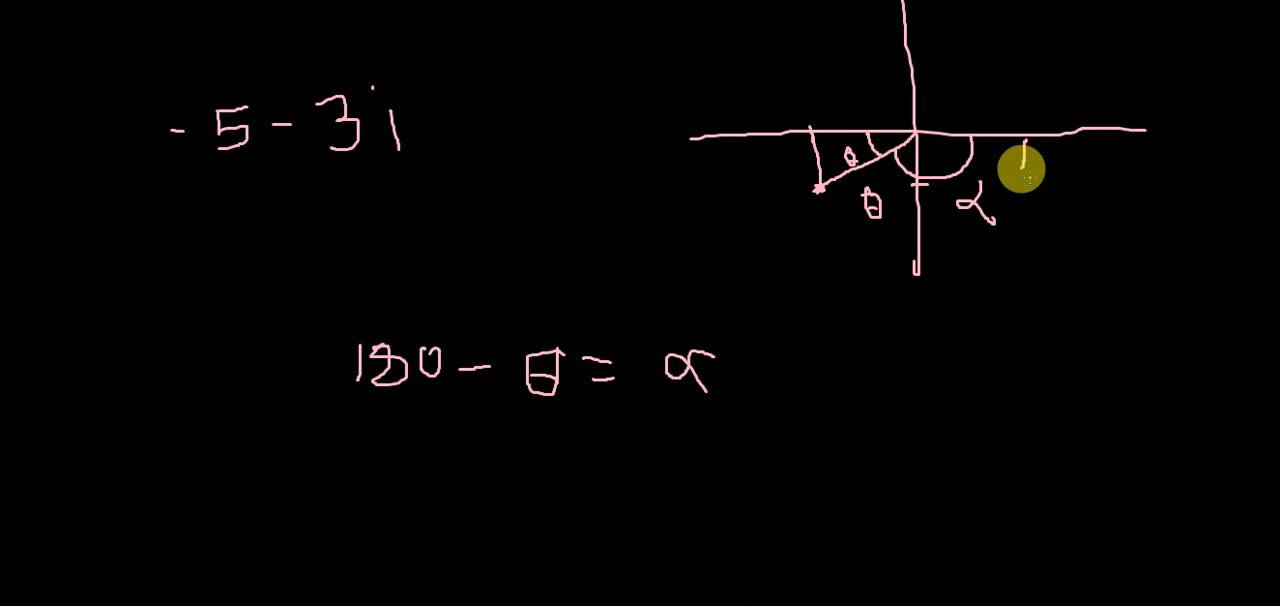 - 5 - 3i
θ
θ α
180 - θ = α